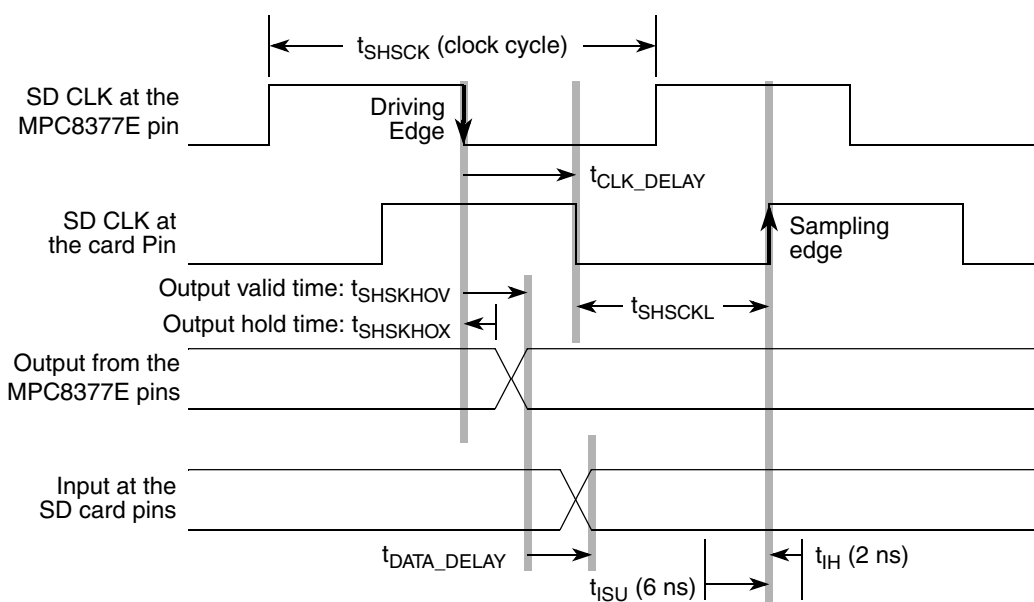 tSHSCK (clock cycle)
SD CLK at the
MPC8377E pin
Driving
Edge
tCLK_DELAY
SD CLK at
the card Pin
Sampling
edge
Output valid time: tSHSKHOV
tSHSCKL
Output hold time: tSHSKHOX
Output from the
MPC8377E pins
Input at the
SD card pins
tDATA_DELAY
tIH (2 ns)
tISU (6 ns)